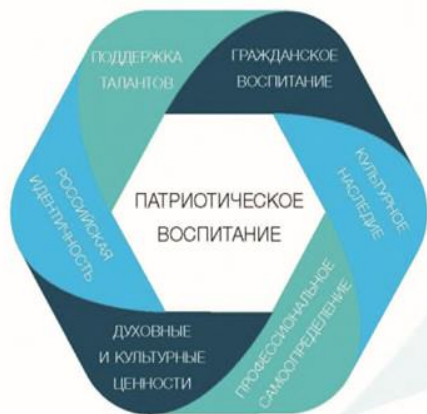 ПОДДЕРЖКА
ТАЛАНТОВ
ГРАЖДАНСКОЕ
ВОСПИТАНИЕ
КУЛЬТУРНОЕ
НАСЛЕДИЕ
ПРОФЕССИОНАЛЬНОЕ
САМООПРЕДЕЛЕНИЕ
ДУХОВНЫЕ
И КУЛЬТУРНЫЕ
ЦЕННОСТИ
РОССИЙСКАЯ
ИДЕНТИЧНОСТЬ
ПАТРИОТИЧЕСКОЕ
ВОСПИТАНИЕ